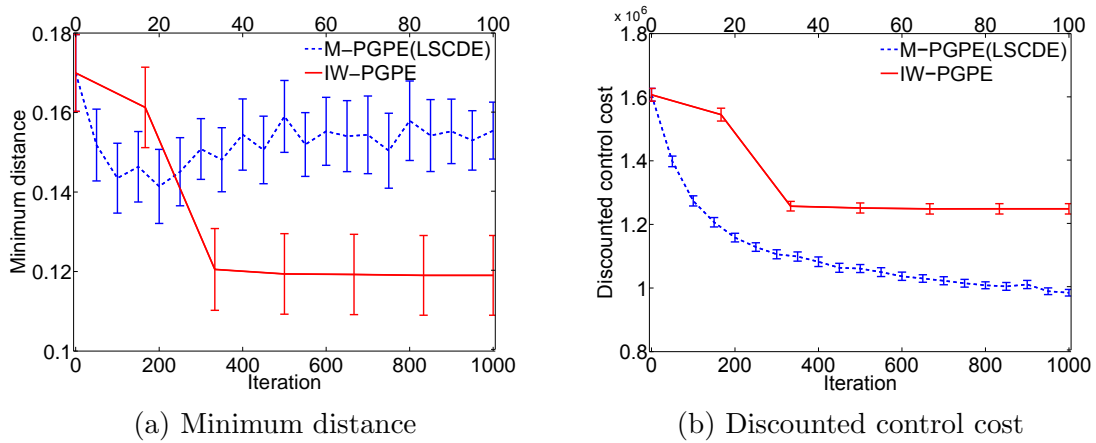 0 20 40 60 80 100
0.18
0.16
0.14
0.12
0.1
Minimum distance
M−PGPE(LSCDE)
IW−PGPE
0 200 400 600 800 1000
Iteration
(a) Minimum distance
× 10^6
0 20 40 60 80 100
1.8
1.6
1.4
1.2
1
0.8
Discounted control cost
M−PGPE(LSCDE)
IW−PGPE
0 200 400 600 800 1000
Iteration
(b) Discounted control cost